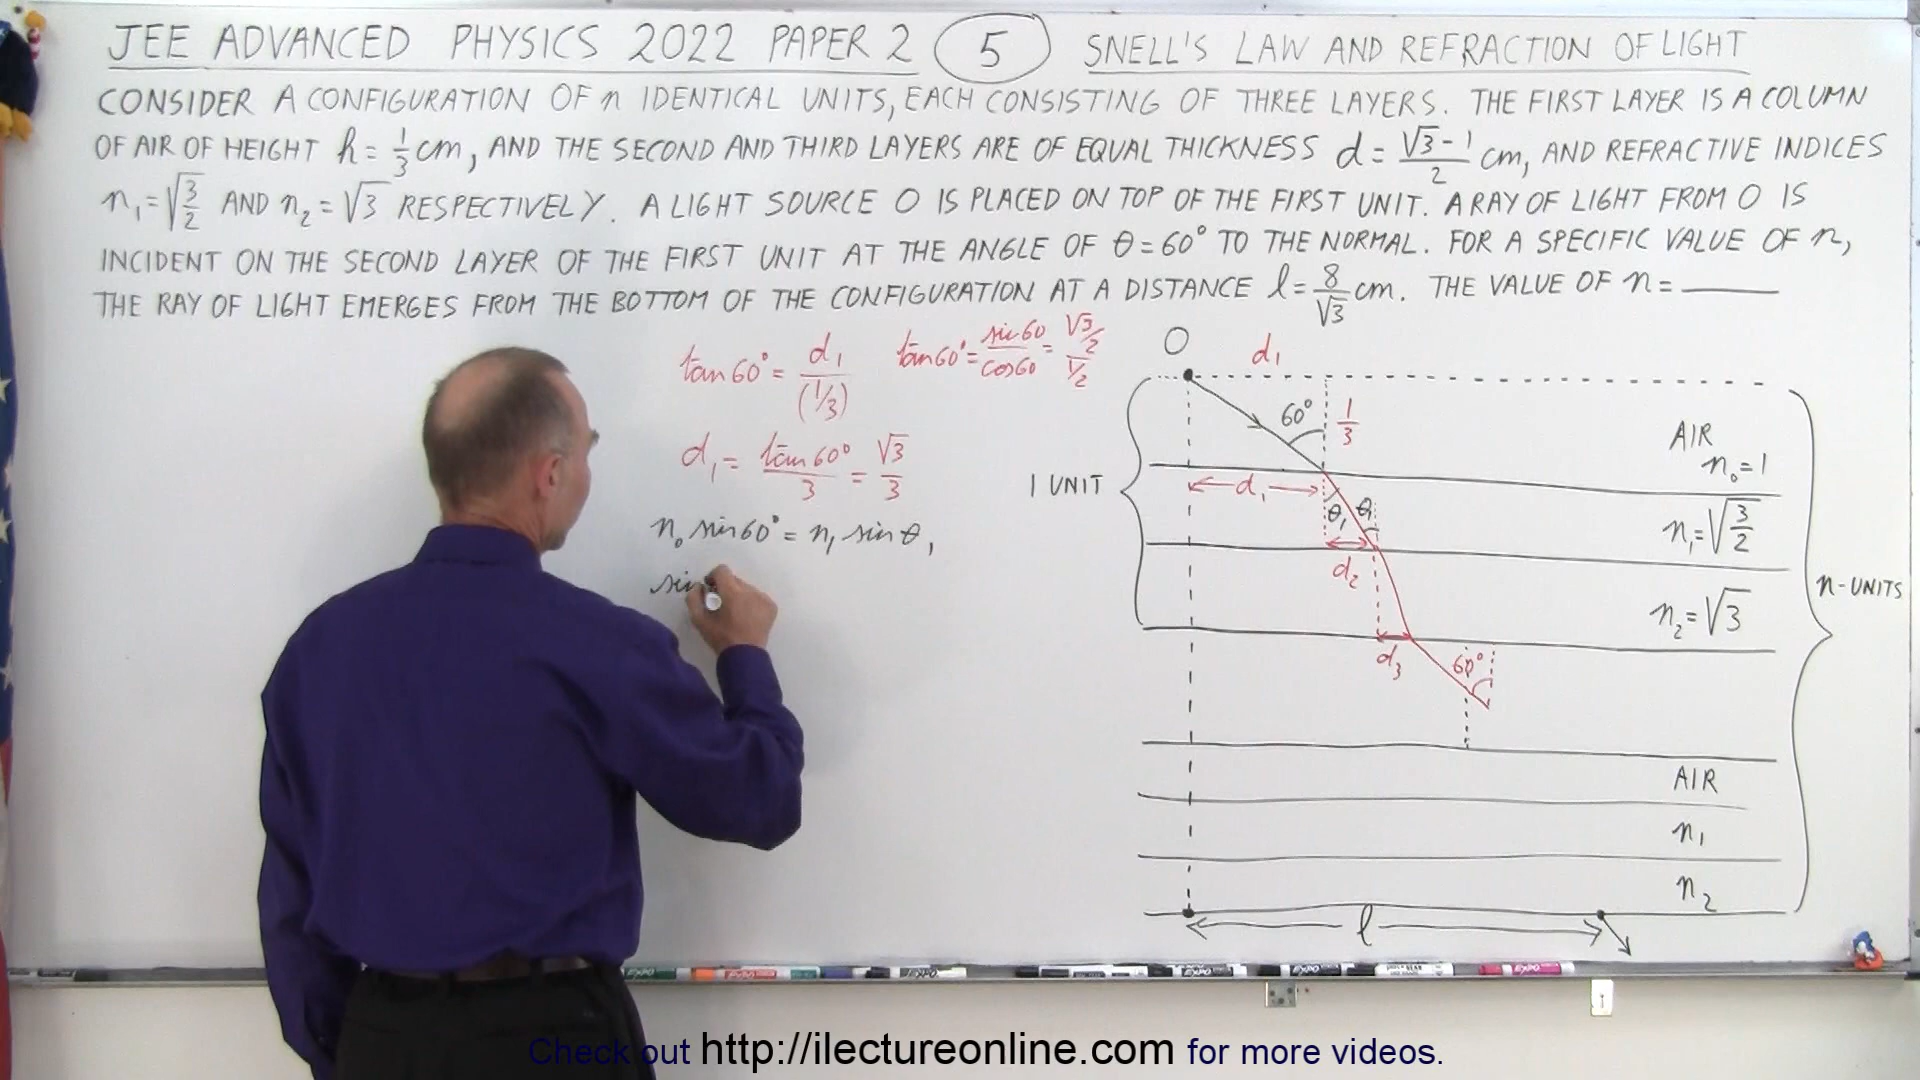 JEE ADVANCED PHYSICS 2022 PAPER 2 5 SNELL'S LAW AND REFRACTION OF LIGHT
CONSIDER A CONFIGURATION OF n IDENTICAL UNITS, EACH CONSISTING OF THREE LAYERS. THE FIRST LAYER IS A COLUMN
OF AIR OF HEIGHT h = 1/3 cm, AND THE SECOND AND THIRD LAYERS ARE OF EQUAL THICKNESS d = (√3 - 1)/2 cm, AND REFRACTIVE INDICES
n₁ = √(3/2) AND n₂ = √3 RESPECTIVELY. A LIGHT SOURCE O IS PLACED ON TOP OF THE FIRST UNIT. A RAY OF LIGHT FROM O IS
INCIDENT ON THE SECOND LAYER OF THE FIRST UNIT AT THE ANGLE OF θ = 60° TO THE NORMAL. FOR A SPECIFIC VALUE OF n,
THE RAY OF LIGHT EMERGES FROM THE BOTTOM OF THE CONFIGURATION AT A DISTANCE l = 8/√3 cm. THE VALUE OF n = ____
tan 60° = d₁/(1/3)
tan 60° = sin 60/cos 60 = (√3/2)/(1/2)
d₁ = tan 60°/3 = √3/3
n₀ sin 60° = n₁ sin θ₁
sin
O
d₁
60°
1/3
AIR
n₀ = 1
1 UNIT
d₁
θ₁ θ₁
n₁ = √(3/2)
d₂
n₂ = √3
n-UNITS
d₃
60°
AIR
n₁
n₂
l
EXPO
EXPO
EXPO
EXPO
EXPO
EXPO
EXPO
Check out http://ilectureonline.com for more videos.